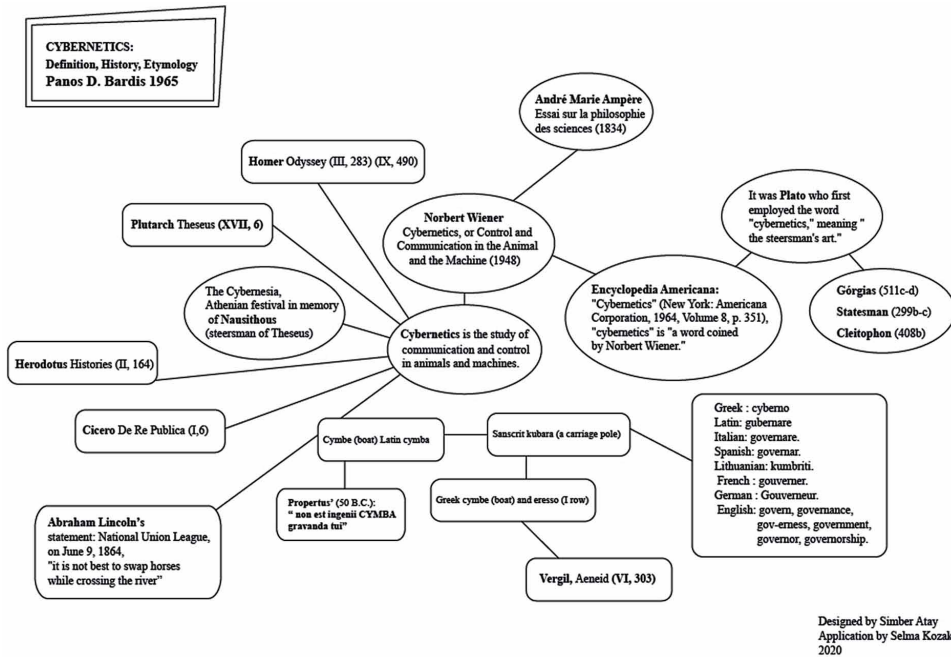 CYBERNETICS:
Definition, History, Etymology
Panos D. Bardis 1965
André Marie Ampère
Essai sur la philosophie
des sciences (1834)
Homer Odyssey (III, 283) (IX, 490)
Norbert Wiener
Cybernetics, or Control and
Communication in the Animal
and the Machine (1948)
It was Plato who first
employed the word
"cybernetics," meaning "
the steersman's art."
Plutarch Theseus (XVII, 6)
The Cybernesia,
Athenian festival in memory
of Nausithous
(steersman of Theseus)
Encyclopedia Americana:
"Cybernetics" (New York: Americana
Corporation, 1964, Volume 8, p. 351),
"cybernetics" is "a word coined
by Norbert Wiener."
Górgias (511c-d)
Statesman (299b-c)
Cleitophon (408b)
Cybernetics is the study of
communication and control
in animals and machines.
Herodotus Histories (II, 164)
Cicero De Re Publica (I,6)
Cymbe (boat) Latin cymba
Sanscrit kubara (a carriage pole)
Greek : cyberno
Latin: gubernare
Italian: governare.
Spanish: governar.
Lithuanian: kumbriti.
French : gouverner.
German : Gouverneur.
English: govern, governance,
gov-erness, government,
governor, governorship.
Propertus' (50 B.C.):
" non est ingenii CYMBA
gravanda tui"
Greek cymbe (boat) and eresso (I row)
Abraham Lincoln's
statement: National Union League,
on June 9, 1864,
"it is not best to swap horses
while crossing the river"
Vergil, Aeneid (VI, 303)
Designed by Simber Atay
Application by Selma Kozak
2020